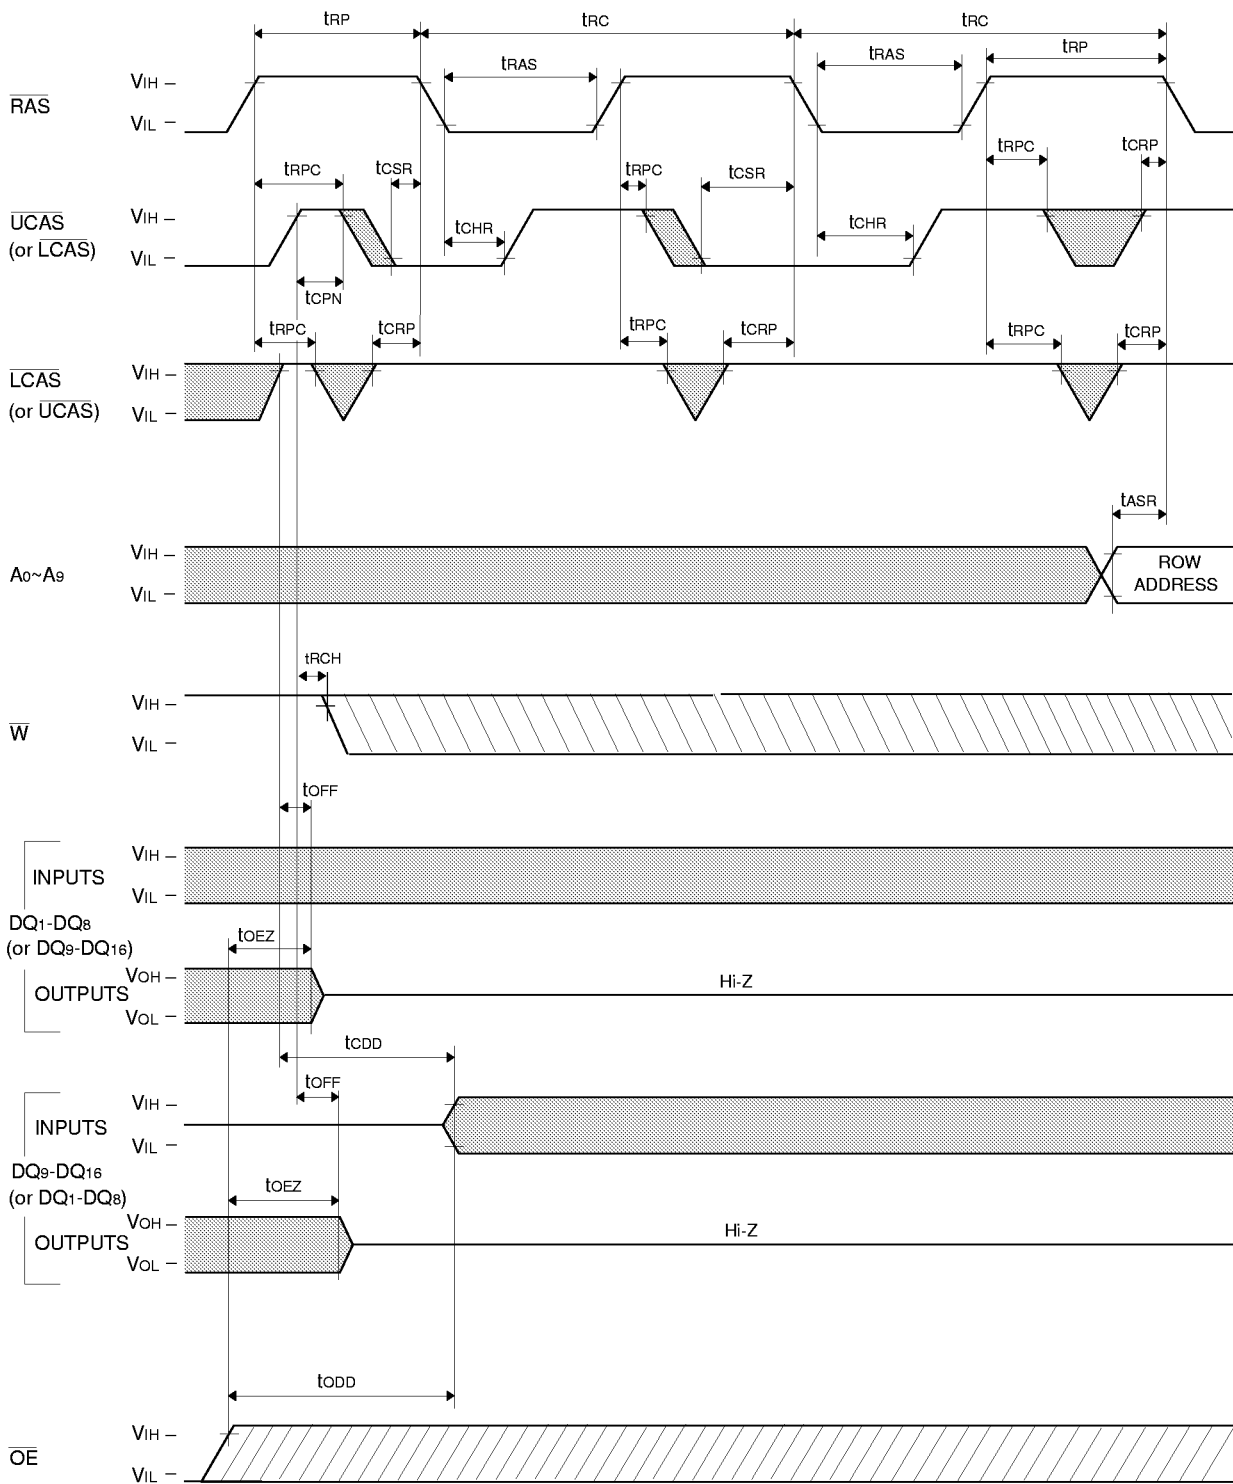 tRP tRC tRC
tRAS tRAS tRP
RAS VIH
VIL
tRPC tCSR tRPC tCSR tRPC tCRP
UCAS VIH
(or LCAS) VIL
tCHR tCHR
tCPN
tRPC tCRP tRPC tCRP tRPC tCRP
LCAS VIH
(or UCAS) VIL
tASR
A0~A9 VIH
VIL
ROW
ADDRESS
tRCH
W VIH
VIL
tOFF
INPUTS VIH
VIL
DQ1-DQ8
(or DQ9-DQ16)
tOEZ
OUTPUTS VOH
VOL
Hi-Z
tCDD
tOFF
INPUTS VIH
VIL
DQ9-DQ16
(or DQ1-DQ8)
tOEZ
OUTPUTS VOH
VOL
Hi-Z
tODD
OE VIH
VIL